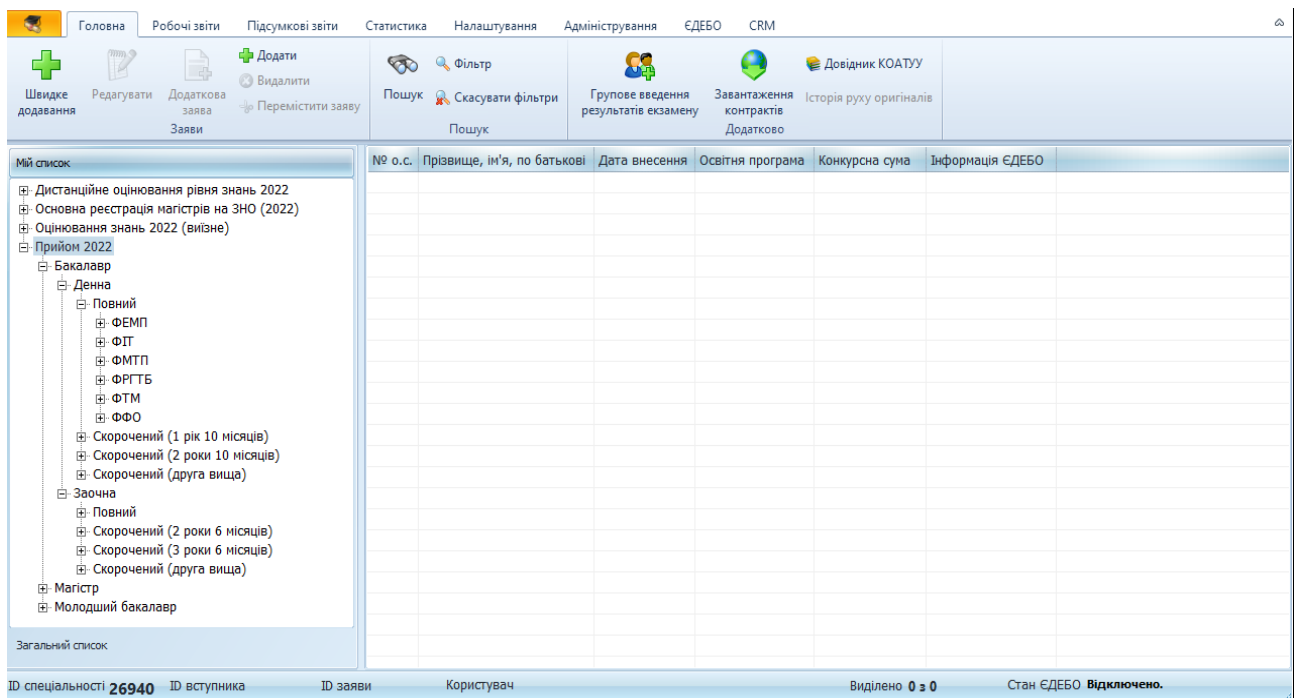 Головна Робочі звіти Підсумкові звіти Статистика Налаштування Адміністрування ЄДЕБО CRM
Швидке додавання
Редагувати
Додаткова заява
Додати
Видалити
Перемістити заяву
Заяви
Пошук
Фільтр
Скасувати фільтри
Пошук
Групове введення результатів екзамену
Завантаження контрактів
Довідник КОАТУУ
Історія руху оригіналів
Додатково
Мій список
Дистанційне оцінювання рівня знань 2022
Основна реєстрація магістрів на ЗНО (2022)
Оцінювання знань 2022 (виїзне)
Прийом 2022
Бакалавр
Денна
Повний
ФЕМП
ФІТ
ФМТП
ФРГТБ
ФТМ
ФФО
Скорочений (1 рік 10 місяців)
Скорочений (2 роки 10 місяців)
Скорочений (друга вища)
Заочна
Повний
Скорочений (2 роки 6 місяців)
Скорочений (3 роки 6 місяців)
Скорочений (друга вища)
Магістр
Молодший бакалавр
Загальний список
№ о.с. Прізвище, ім'я, по батькові Дата внесення Освітня програма Конкурсна сума Інформація ЄДЕБО
ID спеціальності 26940 ID вступника ID заяви Користувач Виділено 0 з 0 Стан ЄДЕБО Відключено.